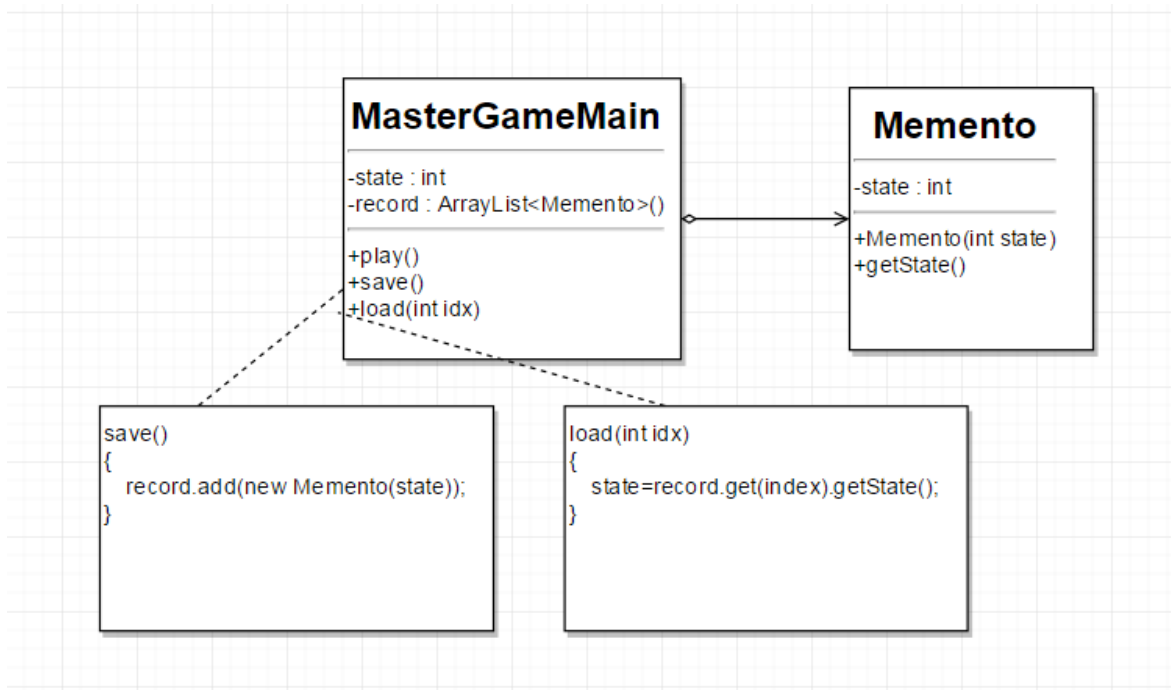 MasterGameMain
-state : int
-record : ArrayList<Memento>()
+play()
+save()
+load(int idx)
Memento
-state : int
+Memento(int state)
+getState()
save()
{
record.add(new Memento(state));
}
load(int idx)
{
state=record.get(index).getState();
}